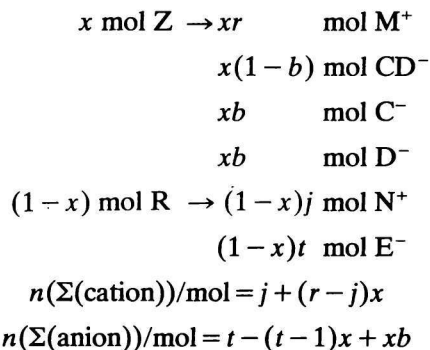 x mol Z → xr mol M⁺
x(1 − b) mol CD⁻
xb mol C⁻
xb mol D⁻
(1 − x) mol R → (1 − x)j mol N⁺
(1 − x)t mol E⁻
n(Σ(cation))/mol = j + (r − j)x
n(Σ(anion))/mol = t − (t − 1)x + xb